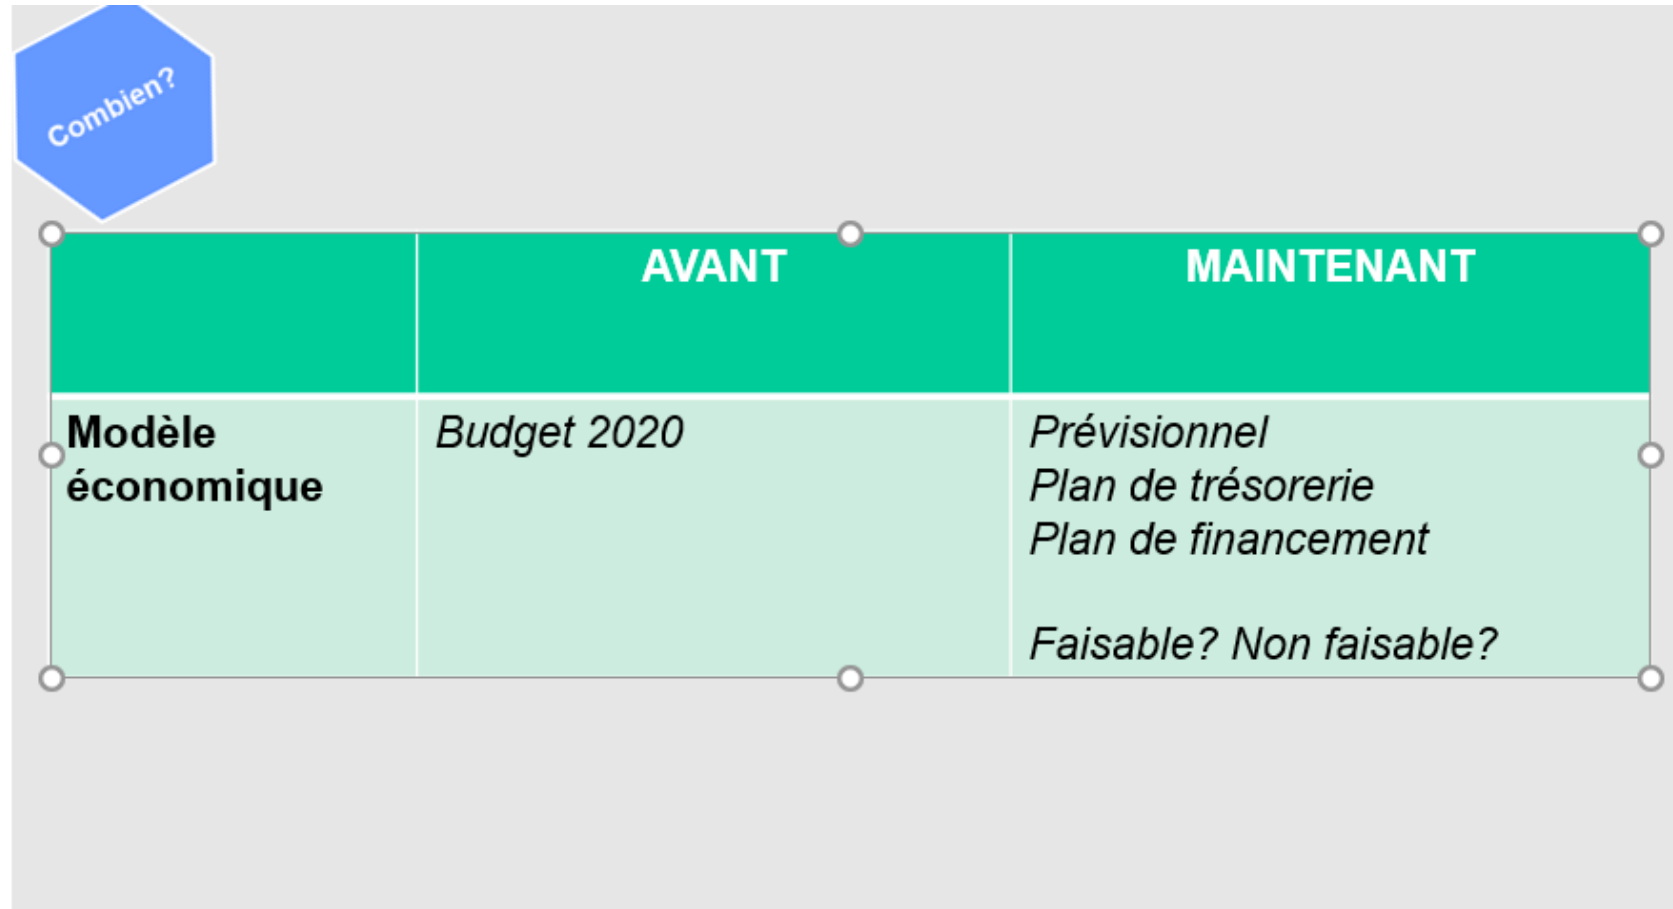 Combien?
AVANT
MAINTENANT
Modèle
économique
Budget 2020
Prévisionnel
Plan de trésorerie
Plan de financement
Faisable? Non faisable?